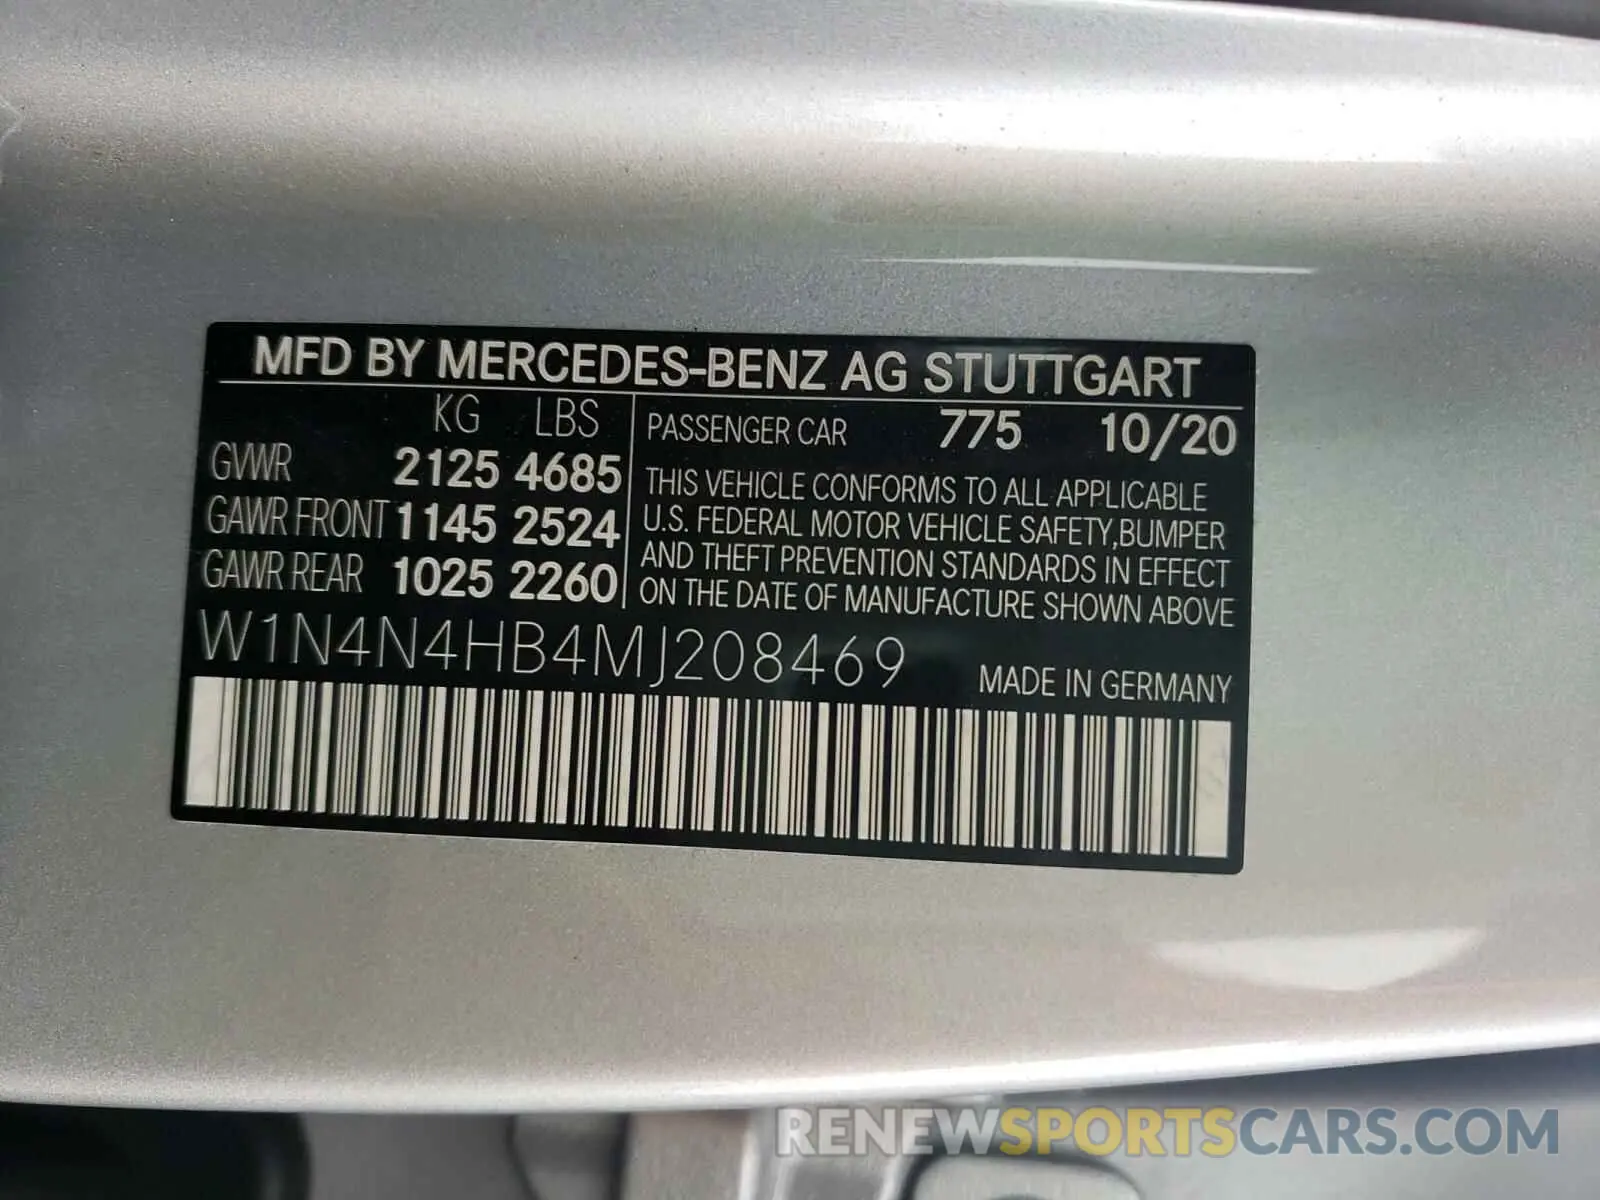 MFD BY MERCEDES-BENZ AG STUTTGART
KG LBS
GVWR 2125 4685
GAWR FRONT 1145 2524
GAWR REAR 1025 2260
PASSENGER CAR 775 10/20
THIS VEHICLE CONFORMS TO ALL APPLICABLE
U.S. FEDERAL MOTOR VEHICLE SAFETY,BUMPER
AND THEFT PREVENTION STANDARDS IN EFFECT
ON THE DATE OF MANUFACTURE SHOWN ABOVE
W1N4N4HB4MJ208469
MADE IN GERMANY
RENEWSPORTSCARS.COM